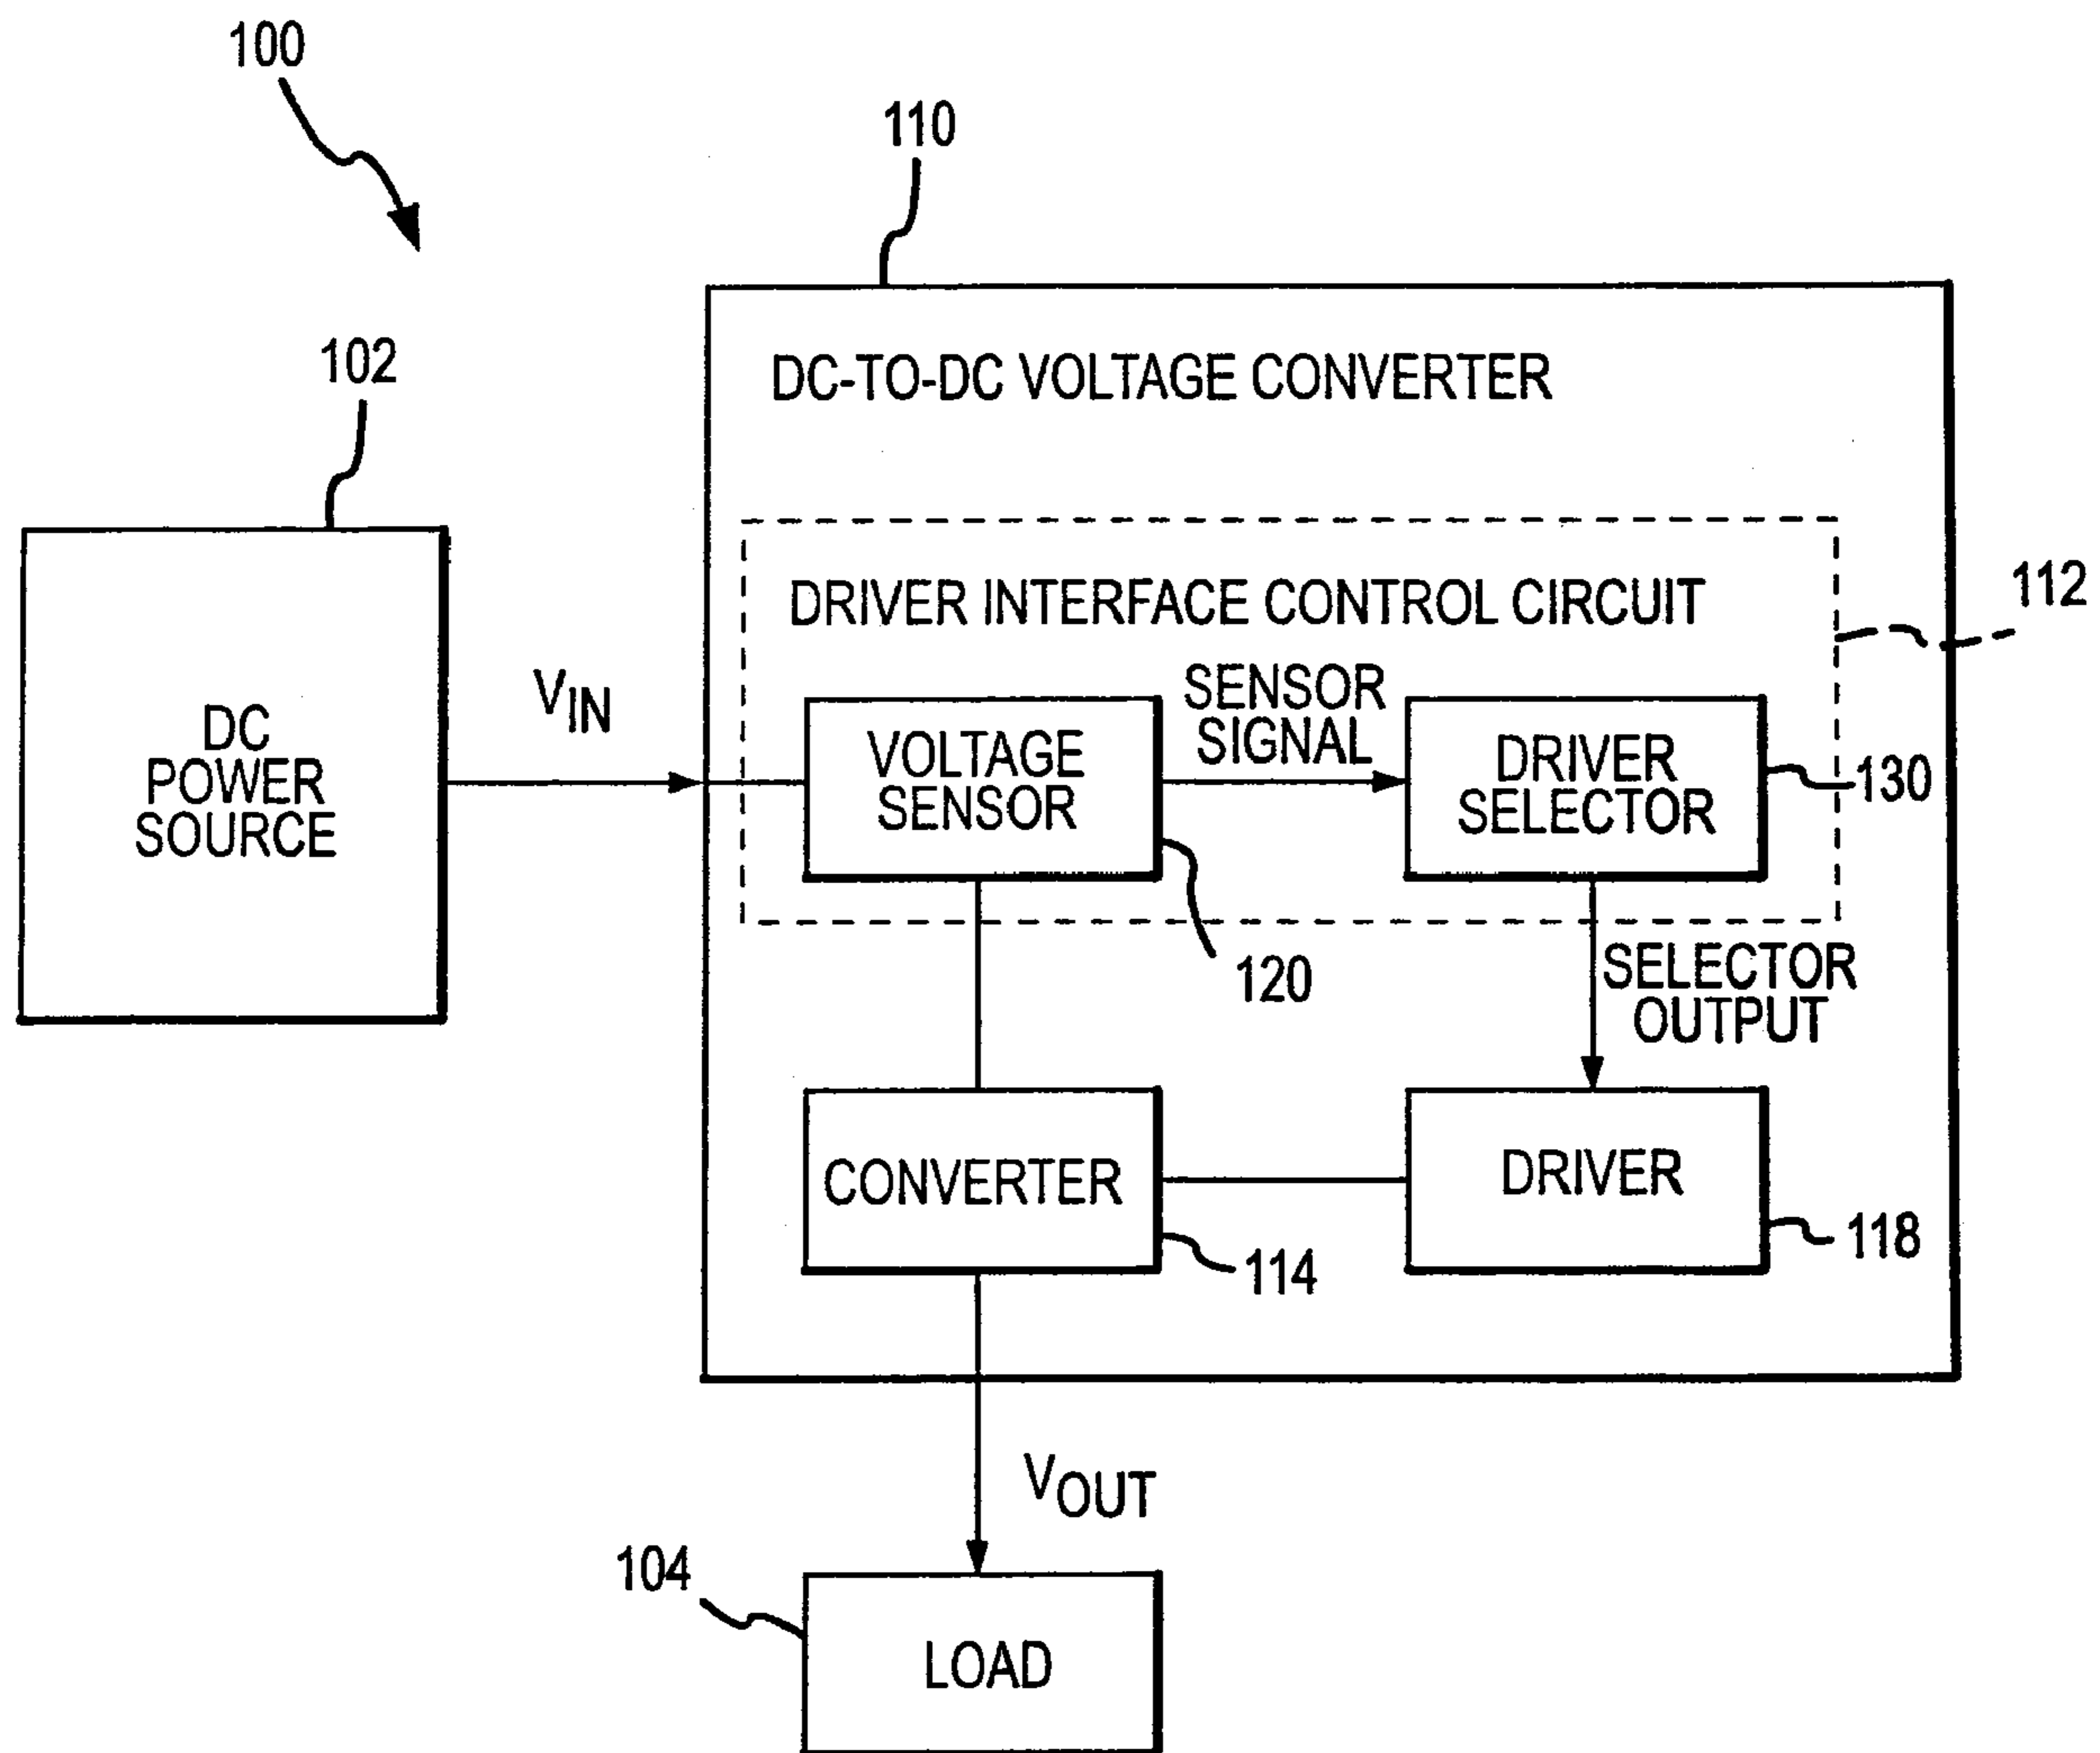 100
110
102
DC-TO-DC VOLTAGE CONVERTER
DRIVER INTERFACE CONTROL CIRCUIT
112
VIN
DC
POWER
SOURCE
VOLTAGE
SENSOR
SENSOR
SIGNAL
DRIVER
SELECTOR
130
120
SELECTOR
OUTPUT
CONVERTER
114
DRIVER
118
VOUT
104
LOAD